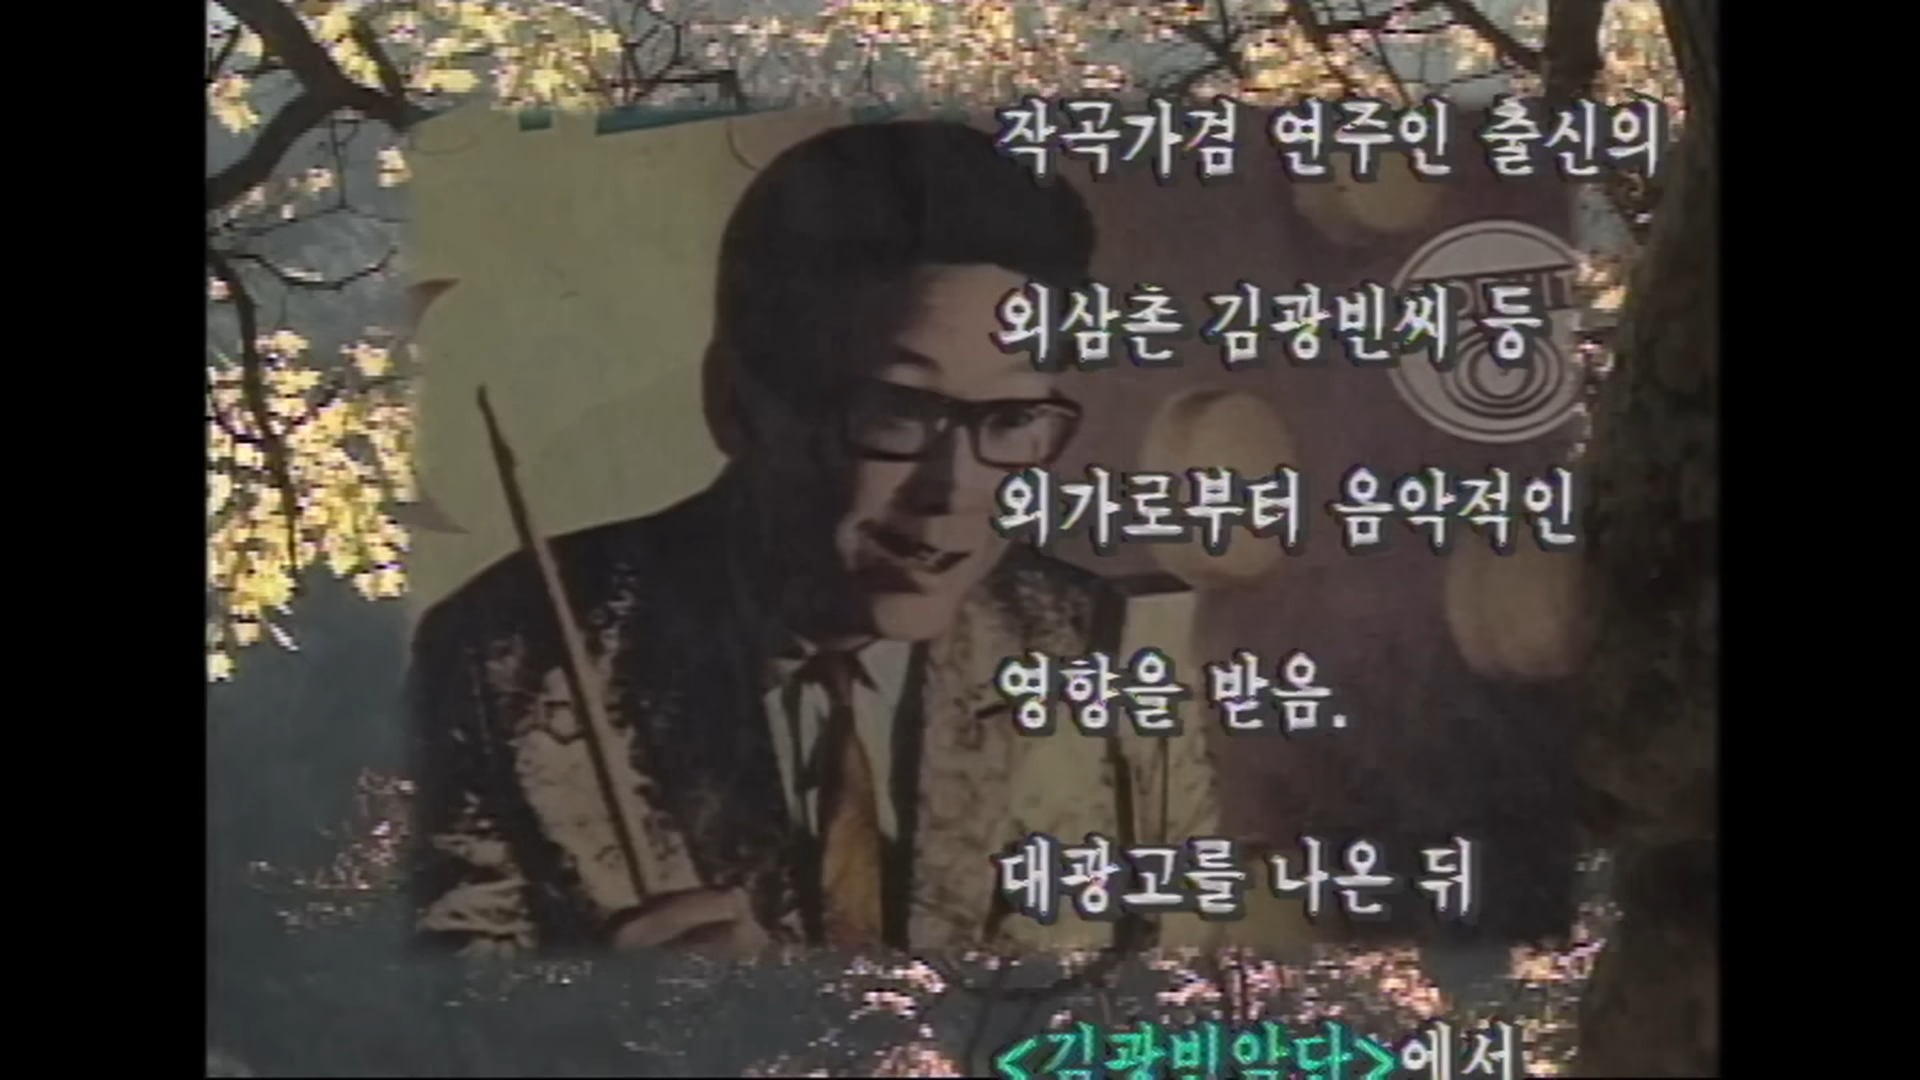 작곡가겸 연주인 출신의
외삼촌 김광빈씨 등
외가로부터 음악적인
영향을 받음.
대광고를 나온 뒤
<김광빈악단>에서